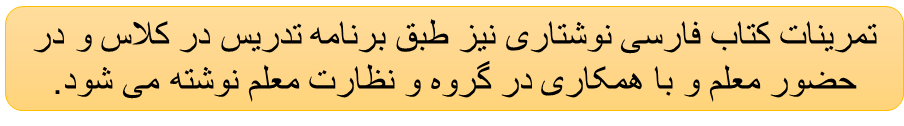 تمرینات کتاب فارسی نوشتاری نیز طبق برنامه تدریس در کلاس و در
حضور معلم و با همکاری در گروه و نظارت معلم نوشته می شود.